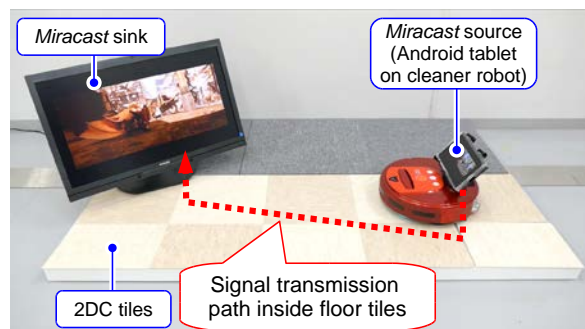 Miracast sink
Miracast source
(Android tablet
on cleaner robot)
2DC tiles
Signal transmission
path inside floor tiles